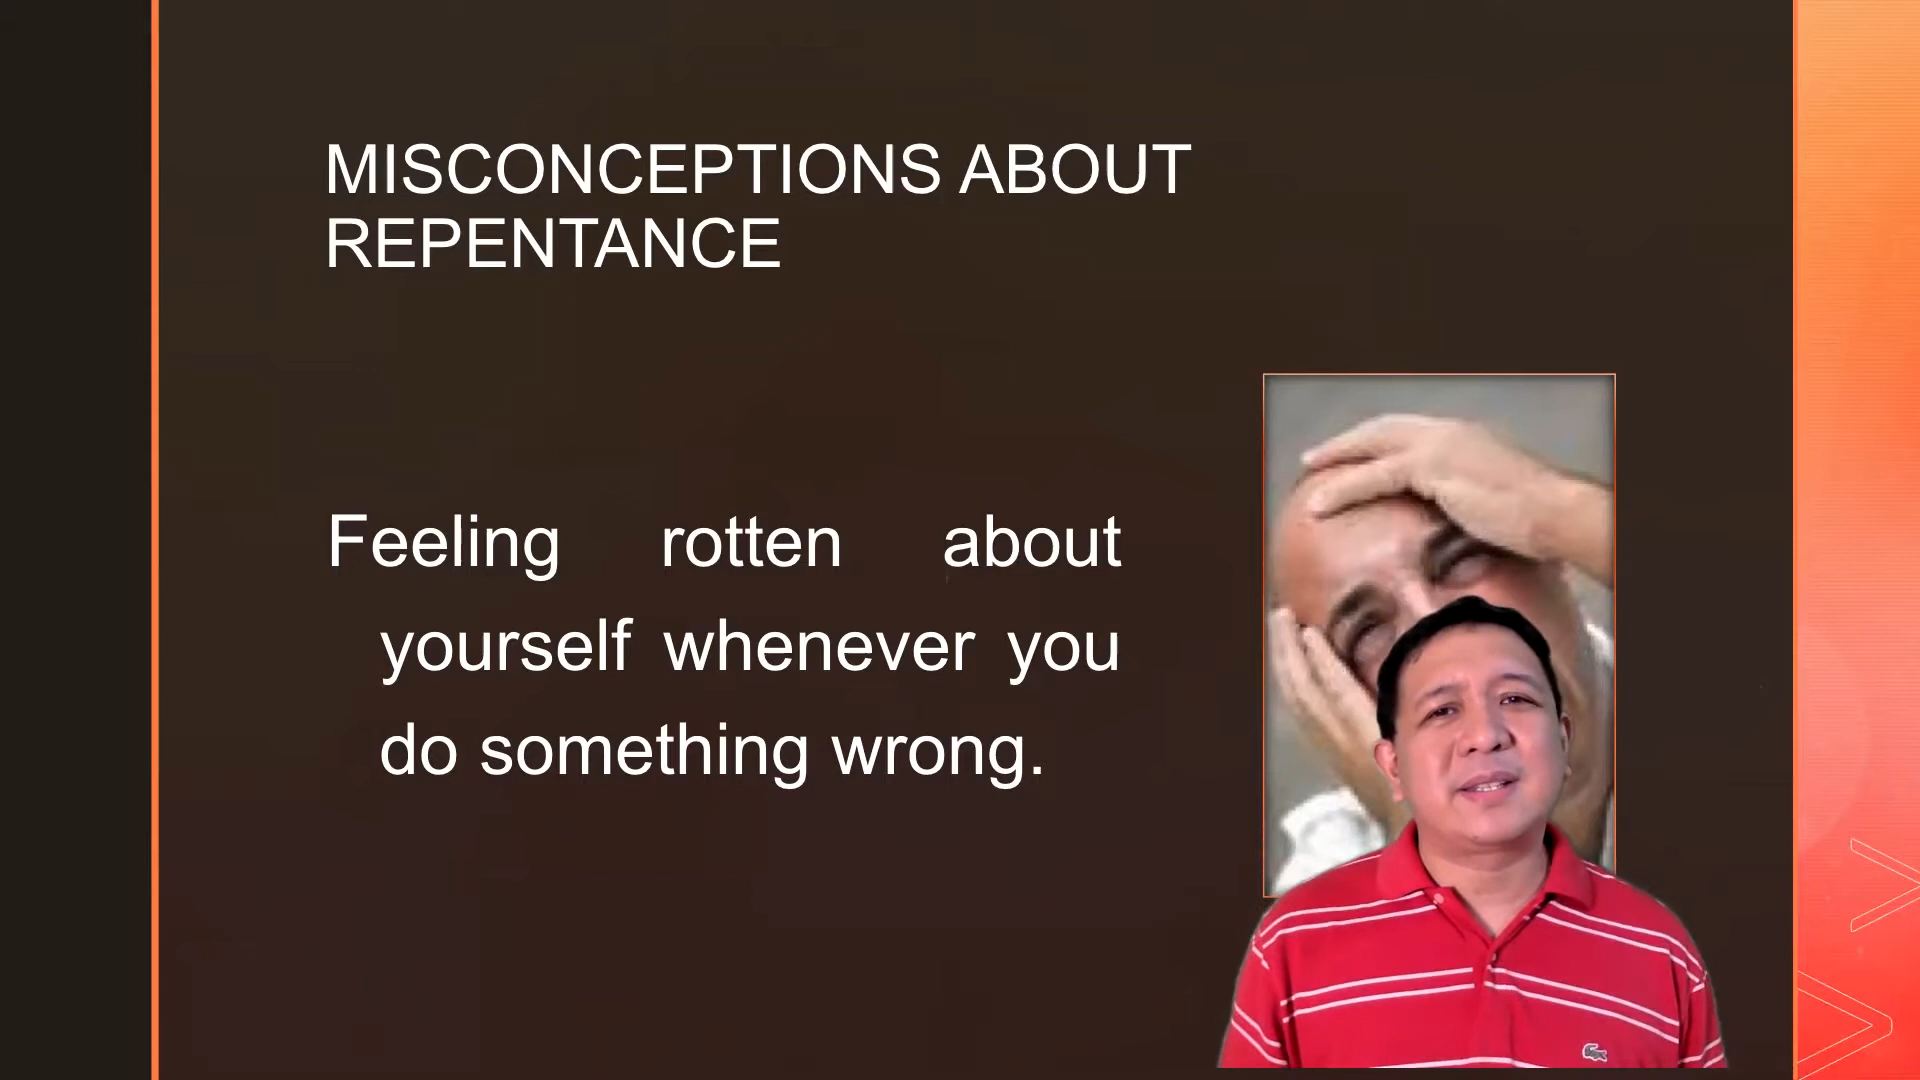 MISCONCEPTIONS ABOUT
REPENTANCE
Feeling rotten about
yourself whenever you
do something wrong.